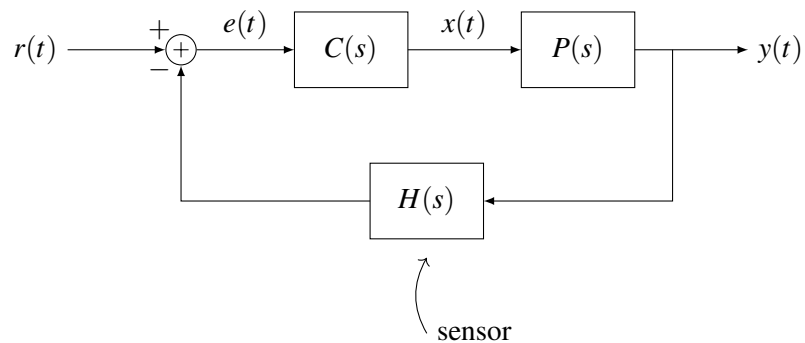 r(t) + − + e(t) C(s) x(t) P(s) y(t)
H(s)
sensor